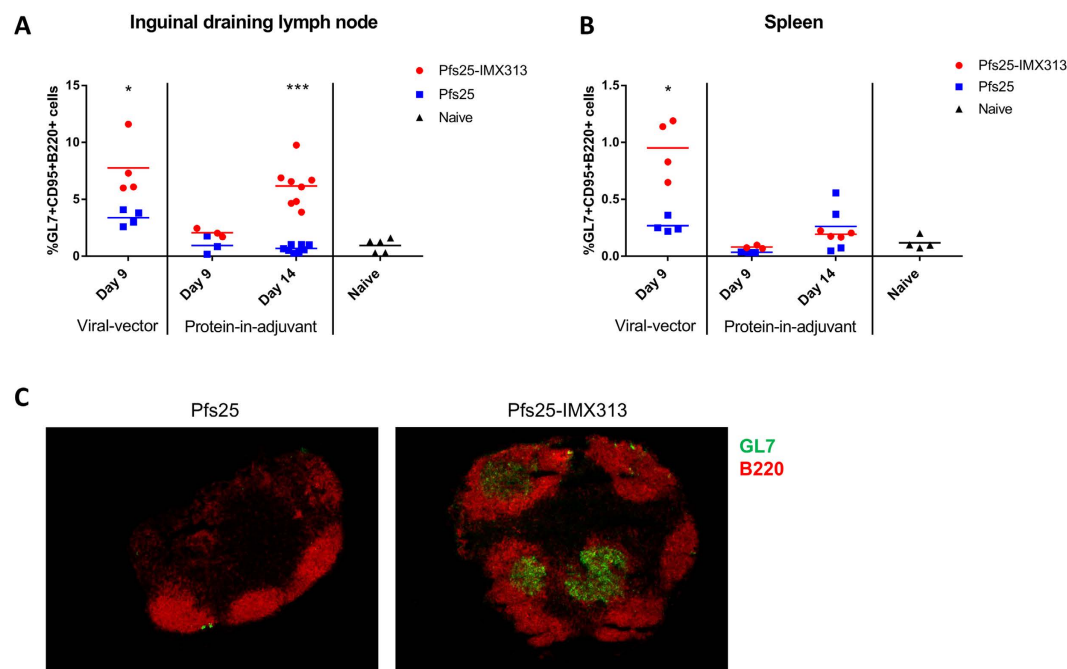 A
Inguinal draining lymph node
%GL7+CD95+B220+ cells
15
10
5
0
*
***
Pfs25-IMX313
Pfs25
Naive
Day 9
Day 9
Day 14
Naive
Viral-vector
Protein-in-adjuvant
B
Spleen
%GL7+CD95+B220+ cells
1.5
1.0
0.5
0.0
*
Pfs25-IMX313
Pfs25
Naive
Day 9
Day 9
Day 14
Naive
Viral-vector
Protein-in-adjuvant
C
Pfs25
Pfs25-IMX313
GL7
B220